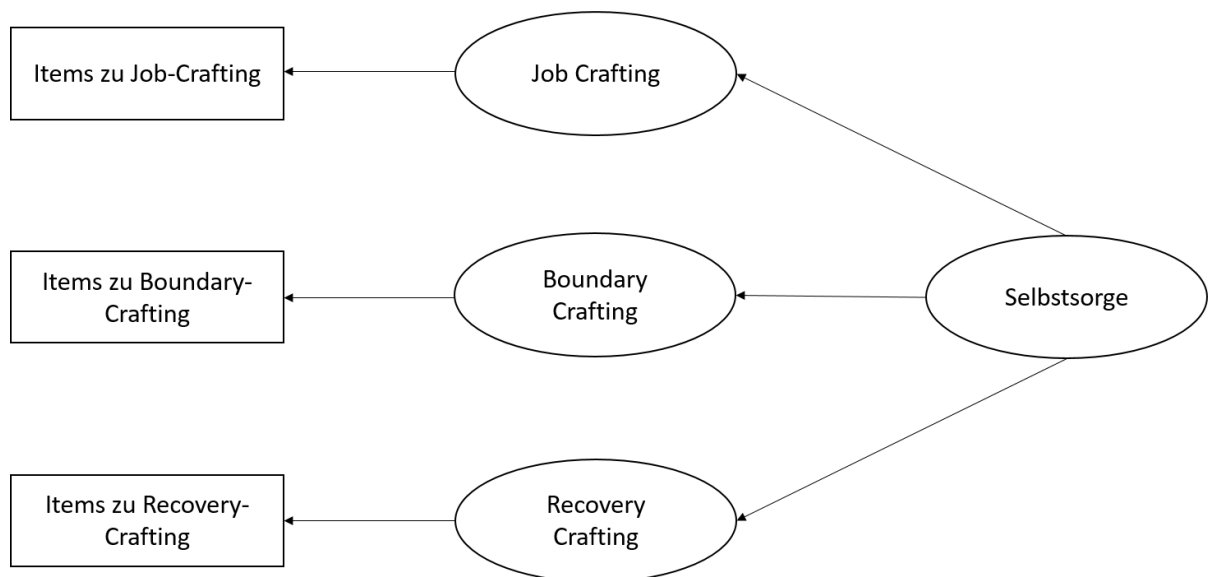 Items zu Job-Crafting
Job Crafting
Items zu Boundary-
Crafting
Boundary
Crafting
Selbstsorge
Items zu Recovery-
Crafting
Recovery
Crafting